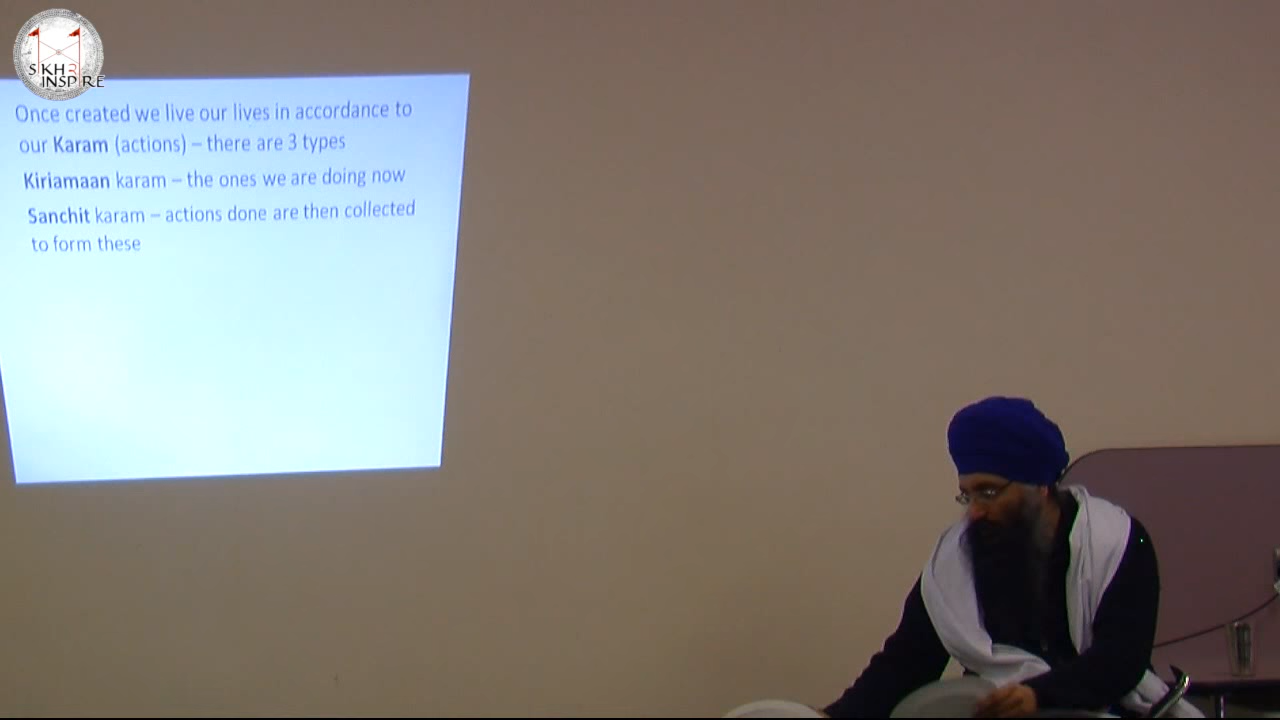 SIKH 2
INSPIRE
Once created we live our lives in accordance to
our Karam (actions) – there are 3 types
Kiriamaan karam – the ones we are doing now
Sanchit karam – actions done are then collected
to form these